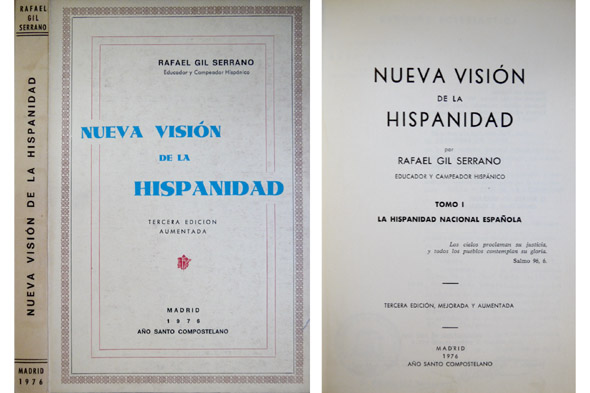 RAFAEL
GIL
SERRANO
NUEVA VISIÓN DE LA HISPANIDAD
MADRID
1976
RAFAEL GIL SERRANO
Educador y Campeador Hispánico
NUEVA VISIÓN
DE LA
HISPANIDAD
TERCERA EDICIÓN
AUMENTADA
MADRID
1976
AÑO SANTO COMPOSTELANO
NUEVA VISIÓN
DE LA
HISPANIDAD
por
RAFAEL GIL SERRANO
EDUCADOR Y CAMPEADOR HISPÁNICO
TOMO I
LA HISPANIDAD NACIONAL ESPAÑOLA
Los cielos proclaman su justicia,
y todos los pueblos contemplan su gloria.
Salmo 96, 6.
TERCERA EDICIÓN, MEJORADA Y AUMENTADA
MADRID
1976
AÑO SANTO COMPOSTELANO